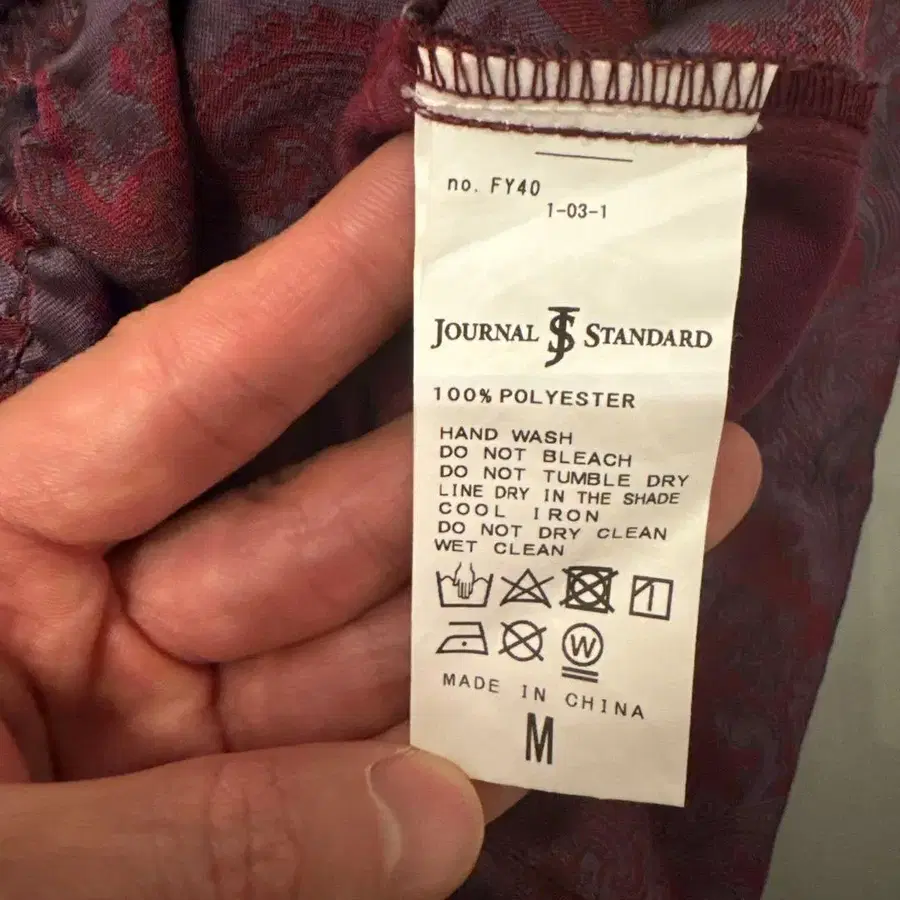 no. FY40
1-03-1
JOURNAL JS STANDARD
100% POLYESTER
HAND WASH
DO NOT BLEACH
DO NOT TUMBLE DRY
LINE DRY IN THE SHADE
COOL IRON
DO NOT DRY CLEAN
WET CLEAN
W
MADE IN CHINA
M